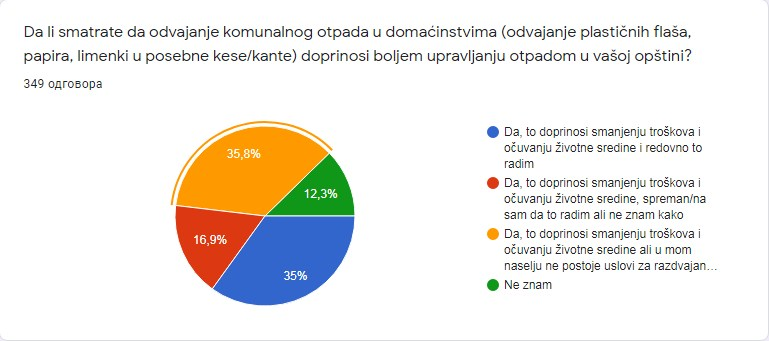 Da li smatrate da odvajanje komunalnog otpada u domaćinstvima (odvajanje plastičnih flaša,
papira, limenki u posebne kese/kante) doprinosi boljem upravljanju otpadom u vašoj opštini?
349 одговора
35,8%
12,3%
16,9%
35%
Da, to doprinosi smanjenju troškova i
očuvanju životne sredine i redovno to
radim
Da, to doprinosi smanjenju troškova i
očuvanju životne sredine, spreman/na
sam da to radim ali ne znam kako
Da, to doprinosi smanjenju troškova i
očuvanju životne sredine ali u mom
naselju ne postoje uslovi za razdvajan…
Ne znam